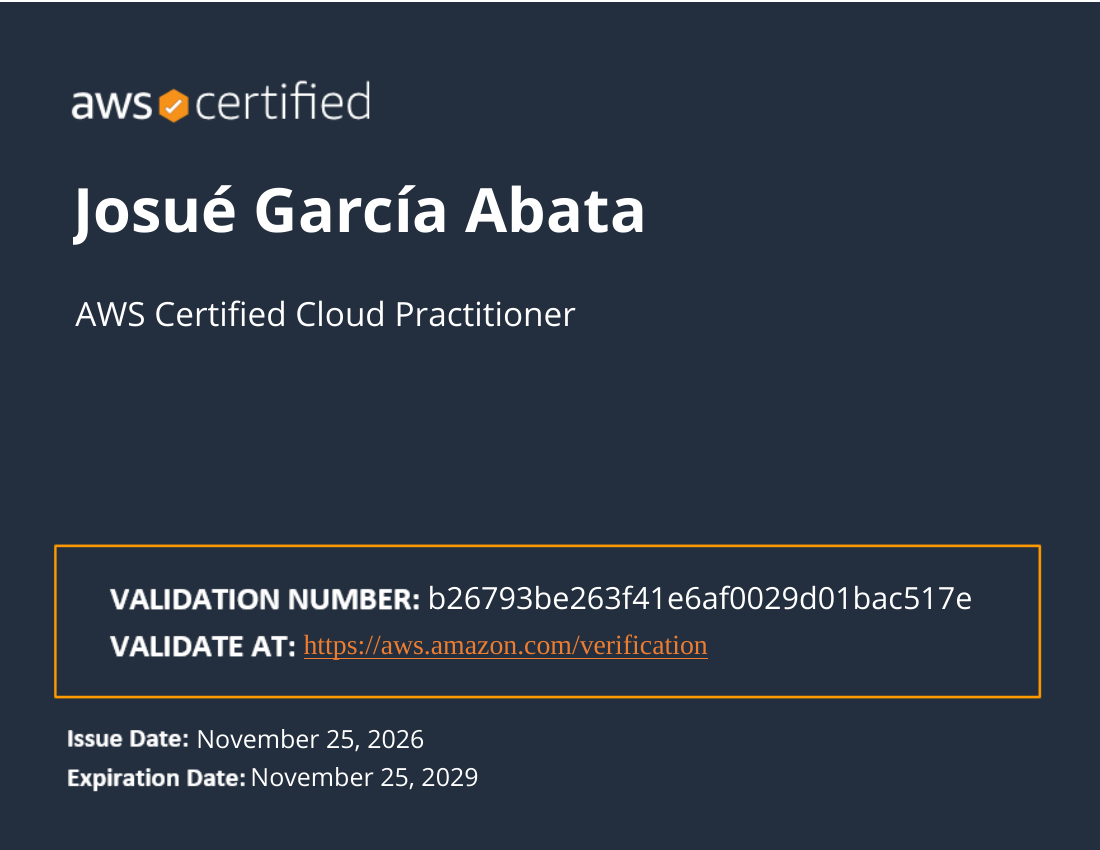 aws certified
Josué García Abata
AWS Certified Cloud Practitioner
VALIDATION NUMBER: b26793be263f41e6af0029d01bac517e
VALIDATE AT: https://aws.amazon.com/verification
Issue Date: November 25, 2026
Expiration Date: November 25, 2029